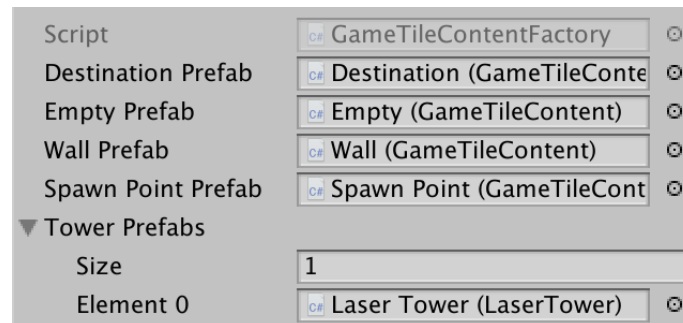 Script GameTileContentFactory
Destination Prefab Destination (GameTileConte
Empty Prefab Empty (GameTileContent)
Wall Prefab Wall (GameTileContent)
Spawn Point Prefab Spawn Point (GameTileCont
Tower Prefabs
Size 1
Element 0 Laser Tower (LaserTower)